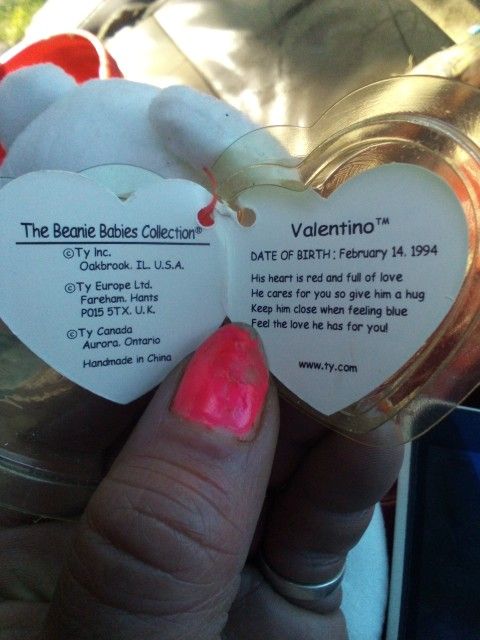 The Beanie Babies Collection®
©Ty Inc.
Oakbrook. IL. U.S.A.
©Ty Europe Ltd.
Fareham. Hants
PO15 5TX. U.K.
©Ty Canada
Aurora. Ontario
Handmade in China
Valentino™
DATE OF BIRTH : February 14. 1994
His heart is red and full of love
He cares for you so give him a hug
Keep him close when feeling blue
Feel the love he has for you!
www.ty.com